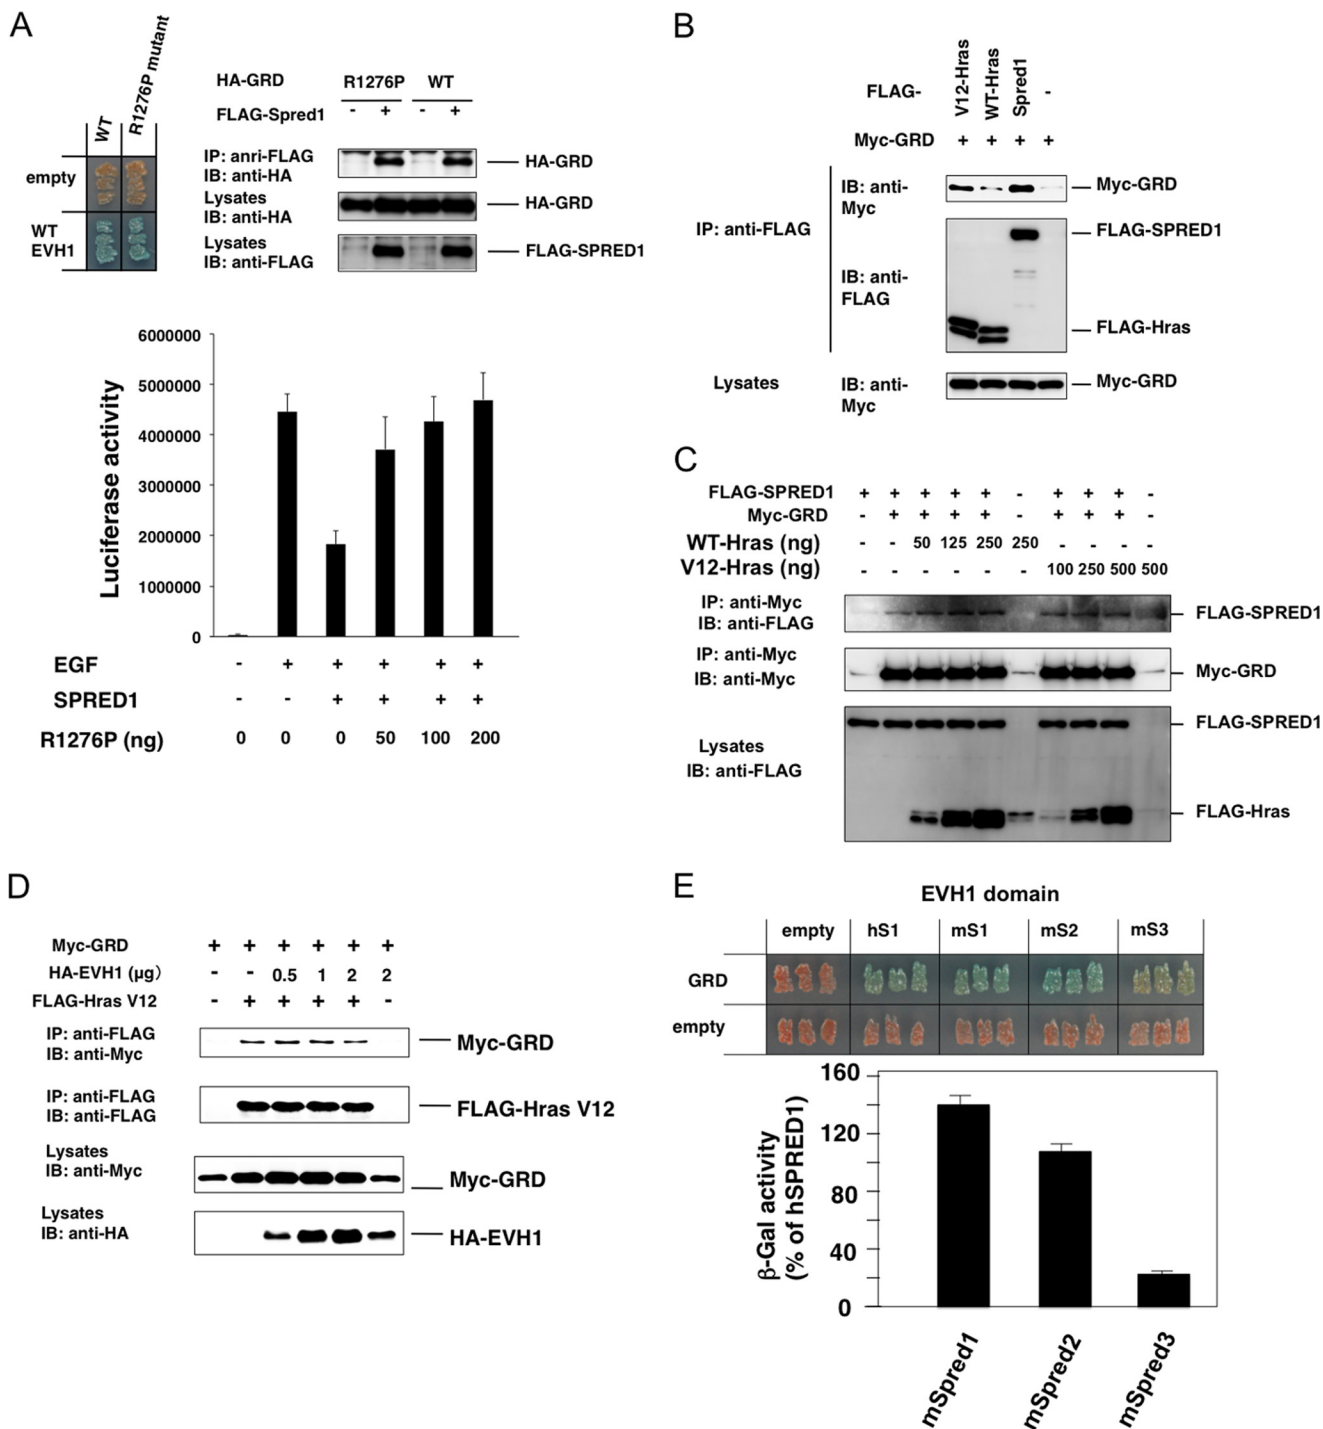 A
WT
R1276P mutant
empty
WT
EVH1
HA-GRD
R1276P WT
FLAG-Spred1
- + - +
IP: anri-FLAG
IB: anti-HA
HA-GRD
Lysates
IB: anti-HA
HA-GRD
Lysates
IB: anti-FLAG
FLAG-SPRED1
Luciferase activity
6000000
5000000
4000000
3000000
2000000
1000000
0
EGF - + + + + +
SPRED1 - - + + + +
R1276P (ng) 0 0 0 50 100 200
B
FLAG- V12-Hras WT-Hras Spred1 -
Myc-GRD + + + +
IP: anti-FLAG
IB: anti-
Myc
Myc-GRD
FLAG-SPRED1
IB: anti-
FLAG
FLAG-Hras
Lysates
IB: anti-
Myc
Myc-GRD
C
FLAG-SPRED1 + + + + + - + + + -
Myc-GRD - + + + + - + + + -
WT-Hras (ng) - - 50 125 250 250 - - - -
V12-Hras (ng) - - - - - - 100 250 500 500
IP: anti-Myc
IB: anti-FLAG
FLAG-SPRED1
IP: anti-Myc
IB: anti-Myc
Myc-GRD
FLAG-SPRED1
Lysates
IB: anti-FLAG
FLAG-Hras
D
Myc-GRD + + + + + +
HA-EVH1 (μg) - - 0.5 1 2 2
FLAG-Hras V12 - + + + + -
IP: anti-FLAG
IB: anti-Myc
Myc-GRD
IP: anti-FLAG
IB: anti-FLAG
FLAG-Hras V12
Lysates
IB: anti-Myc
Myc-GRD
Lysates
IB: anti-HA
HA-EVH1
E
EVH1 domain
empty hS1 mS1 mS2 mS3
GRD
empty
β-Gal activity
(% of hSPRED1)
160
120
80
40
0
mSpred1
mSpred2
mSpred3